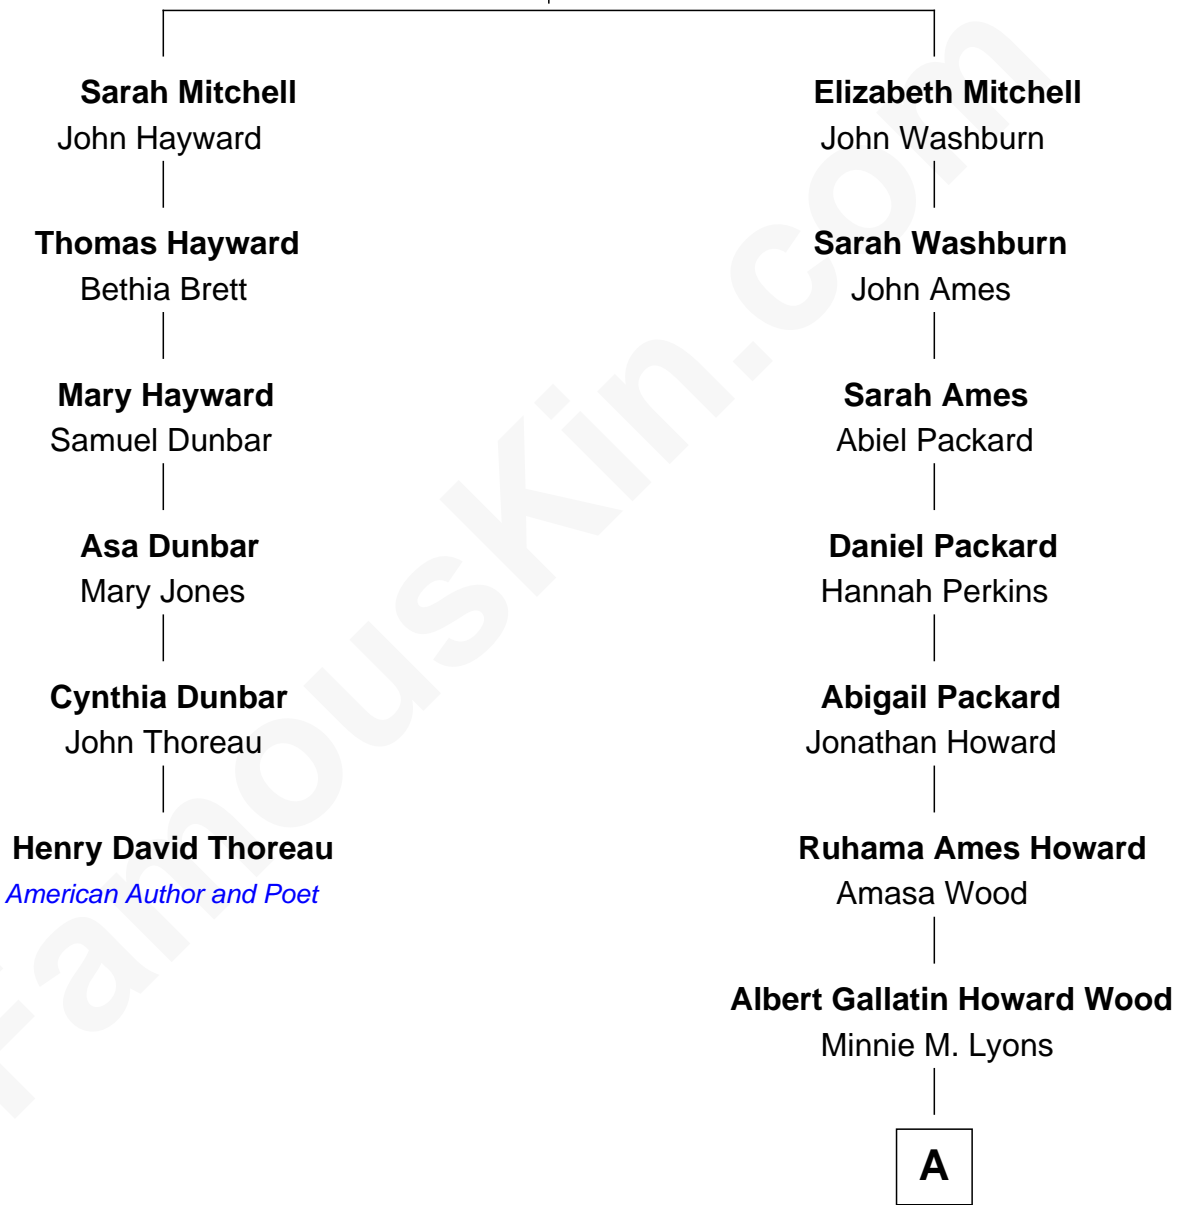 Sarah Mitchell
John Hayward
Thomas Hayward
Bethia Brett
Mary Hayward
Samuel Dunbar
Asa Dunbar
Mary Jones
Cynthia Dunbar
John Thoreau
Henry David Thoreau
American Author and Poet
Elizabeth Mitchell
John Washburn
Sarah Washburn
John Ames
Sarah Ames
Abiel Packard
Daniel Packard
Hannah Perkins
Abigail Packard
Jonathan Howard
Ruhama Ames Howard
Amasa Wood
Albert Gallatin Howard Wood
Minnie M. Lyons
A
FamousKin.com